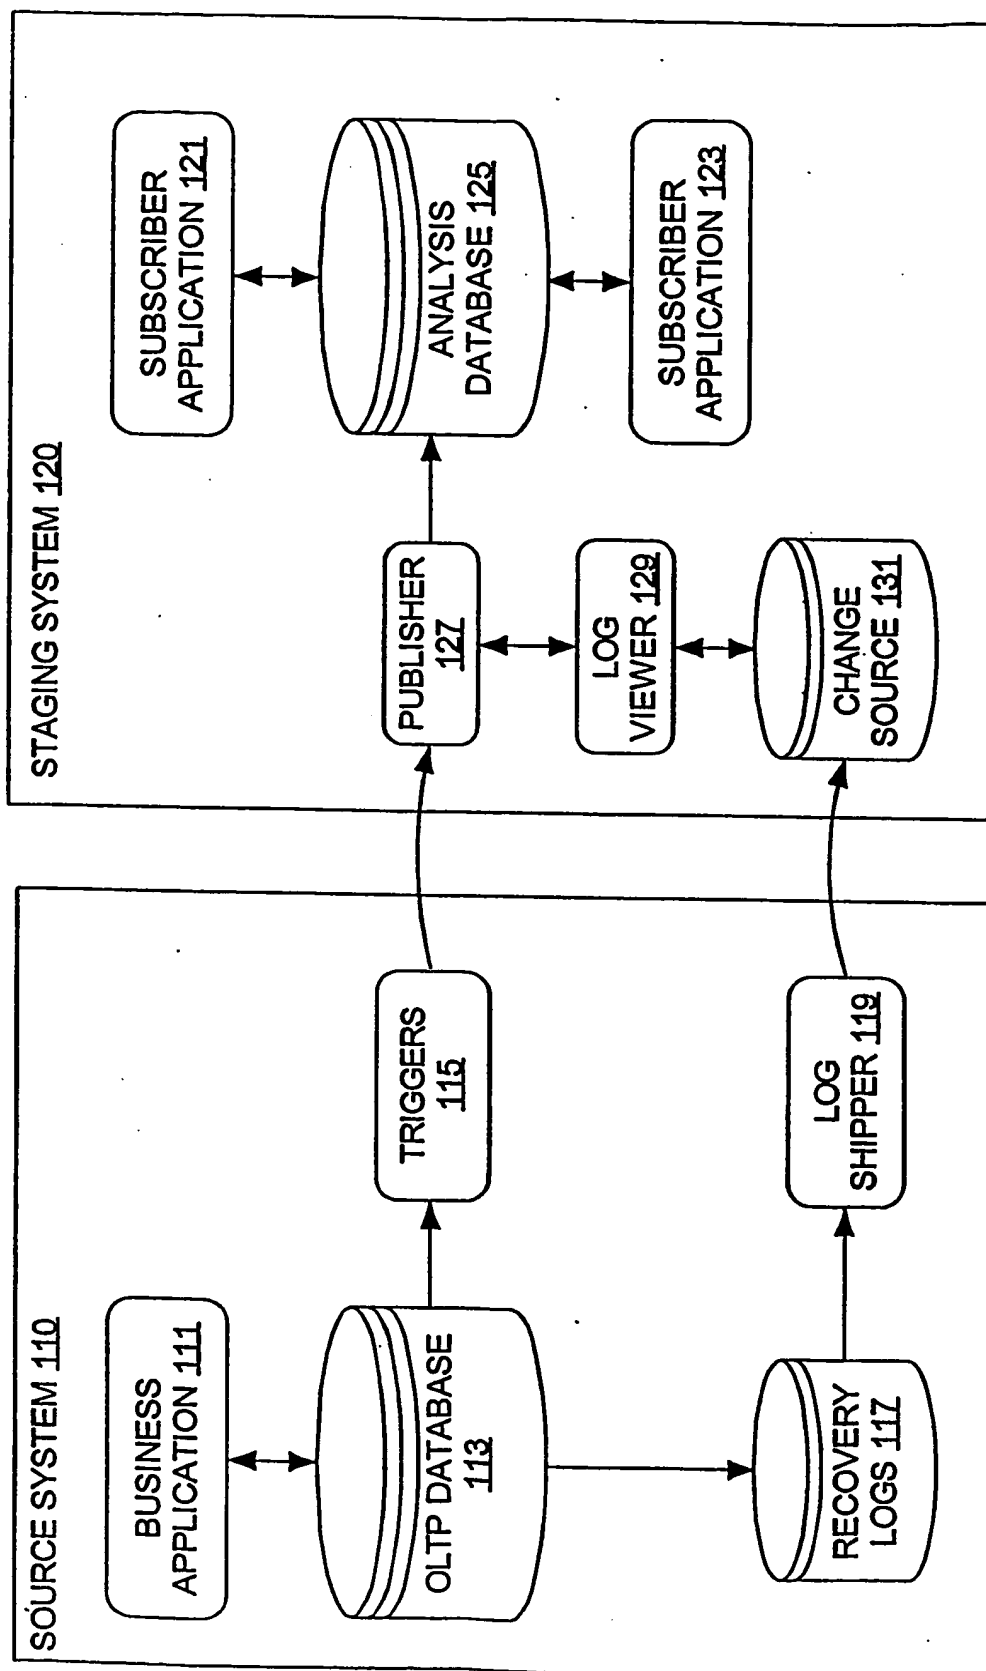 SOURCE SYSTEM 110
BUSINESS
APPLICATION 111
OLTP DATABASE
113
TRIGGERS
115
RECOVERY
LOGS 117
LOG
SHIPPER 119
STAGING SYSTEM 120
SUBSCRIBER
APPLICATION 121
PUBLISHER
127
ANALYSIS
DATABASE 125
LOG
VIEWER 129
SUBSCRIBER
APPLICATION 123
CHANGE
SOURCE 131